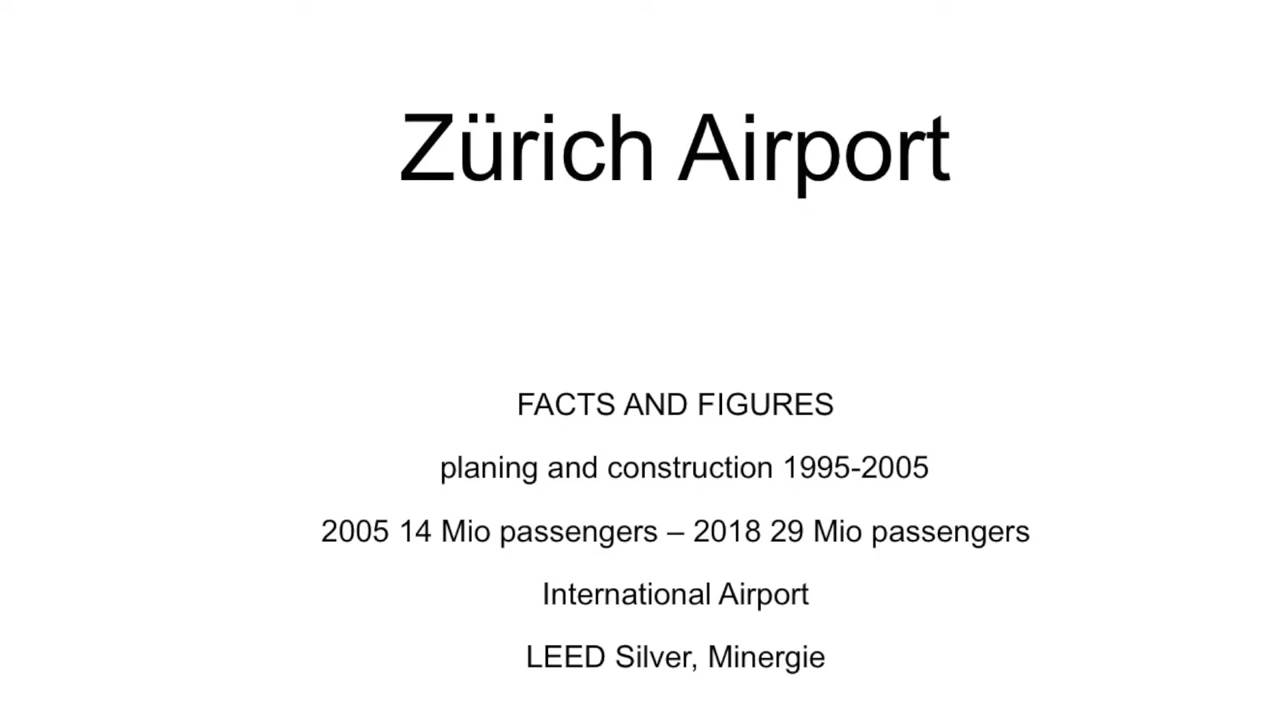 Zürich Airport
FACTS AND FIGURES
planing and construction 1995-2005
2005 14 Mio passengers – 2018 29 Mio passengers
International Airport
LEED Silver, Minergie